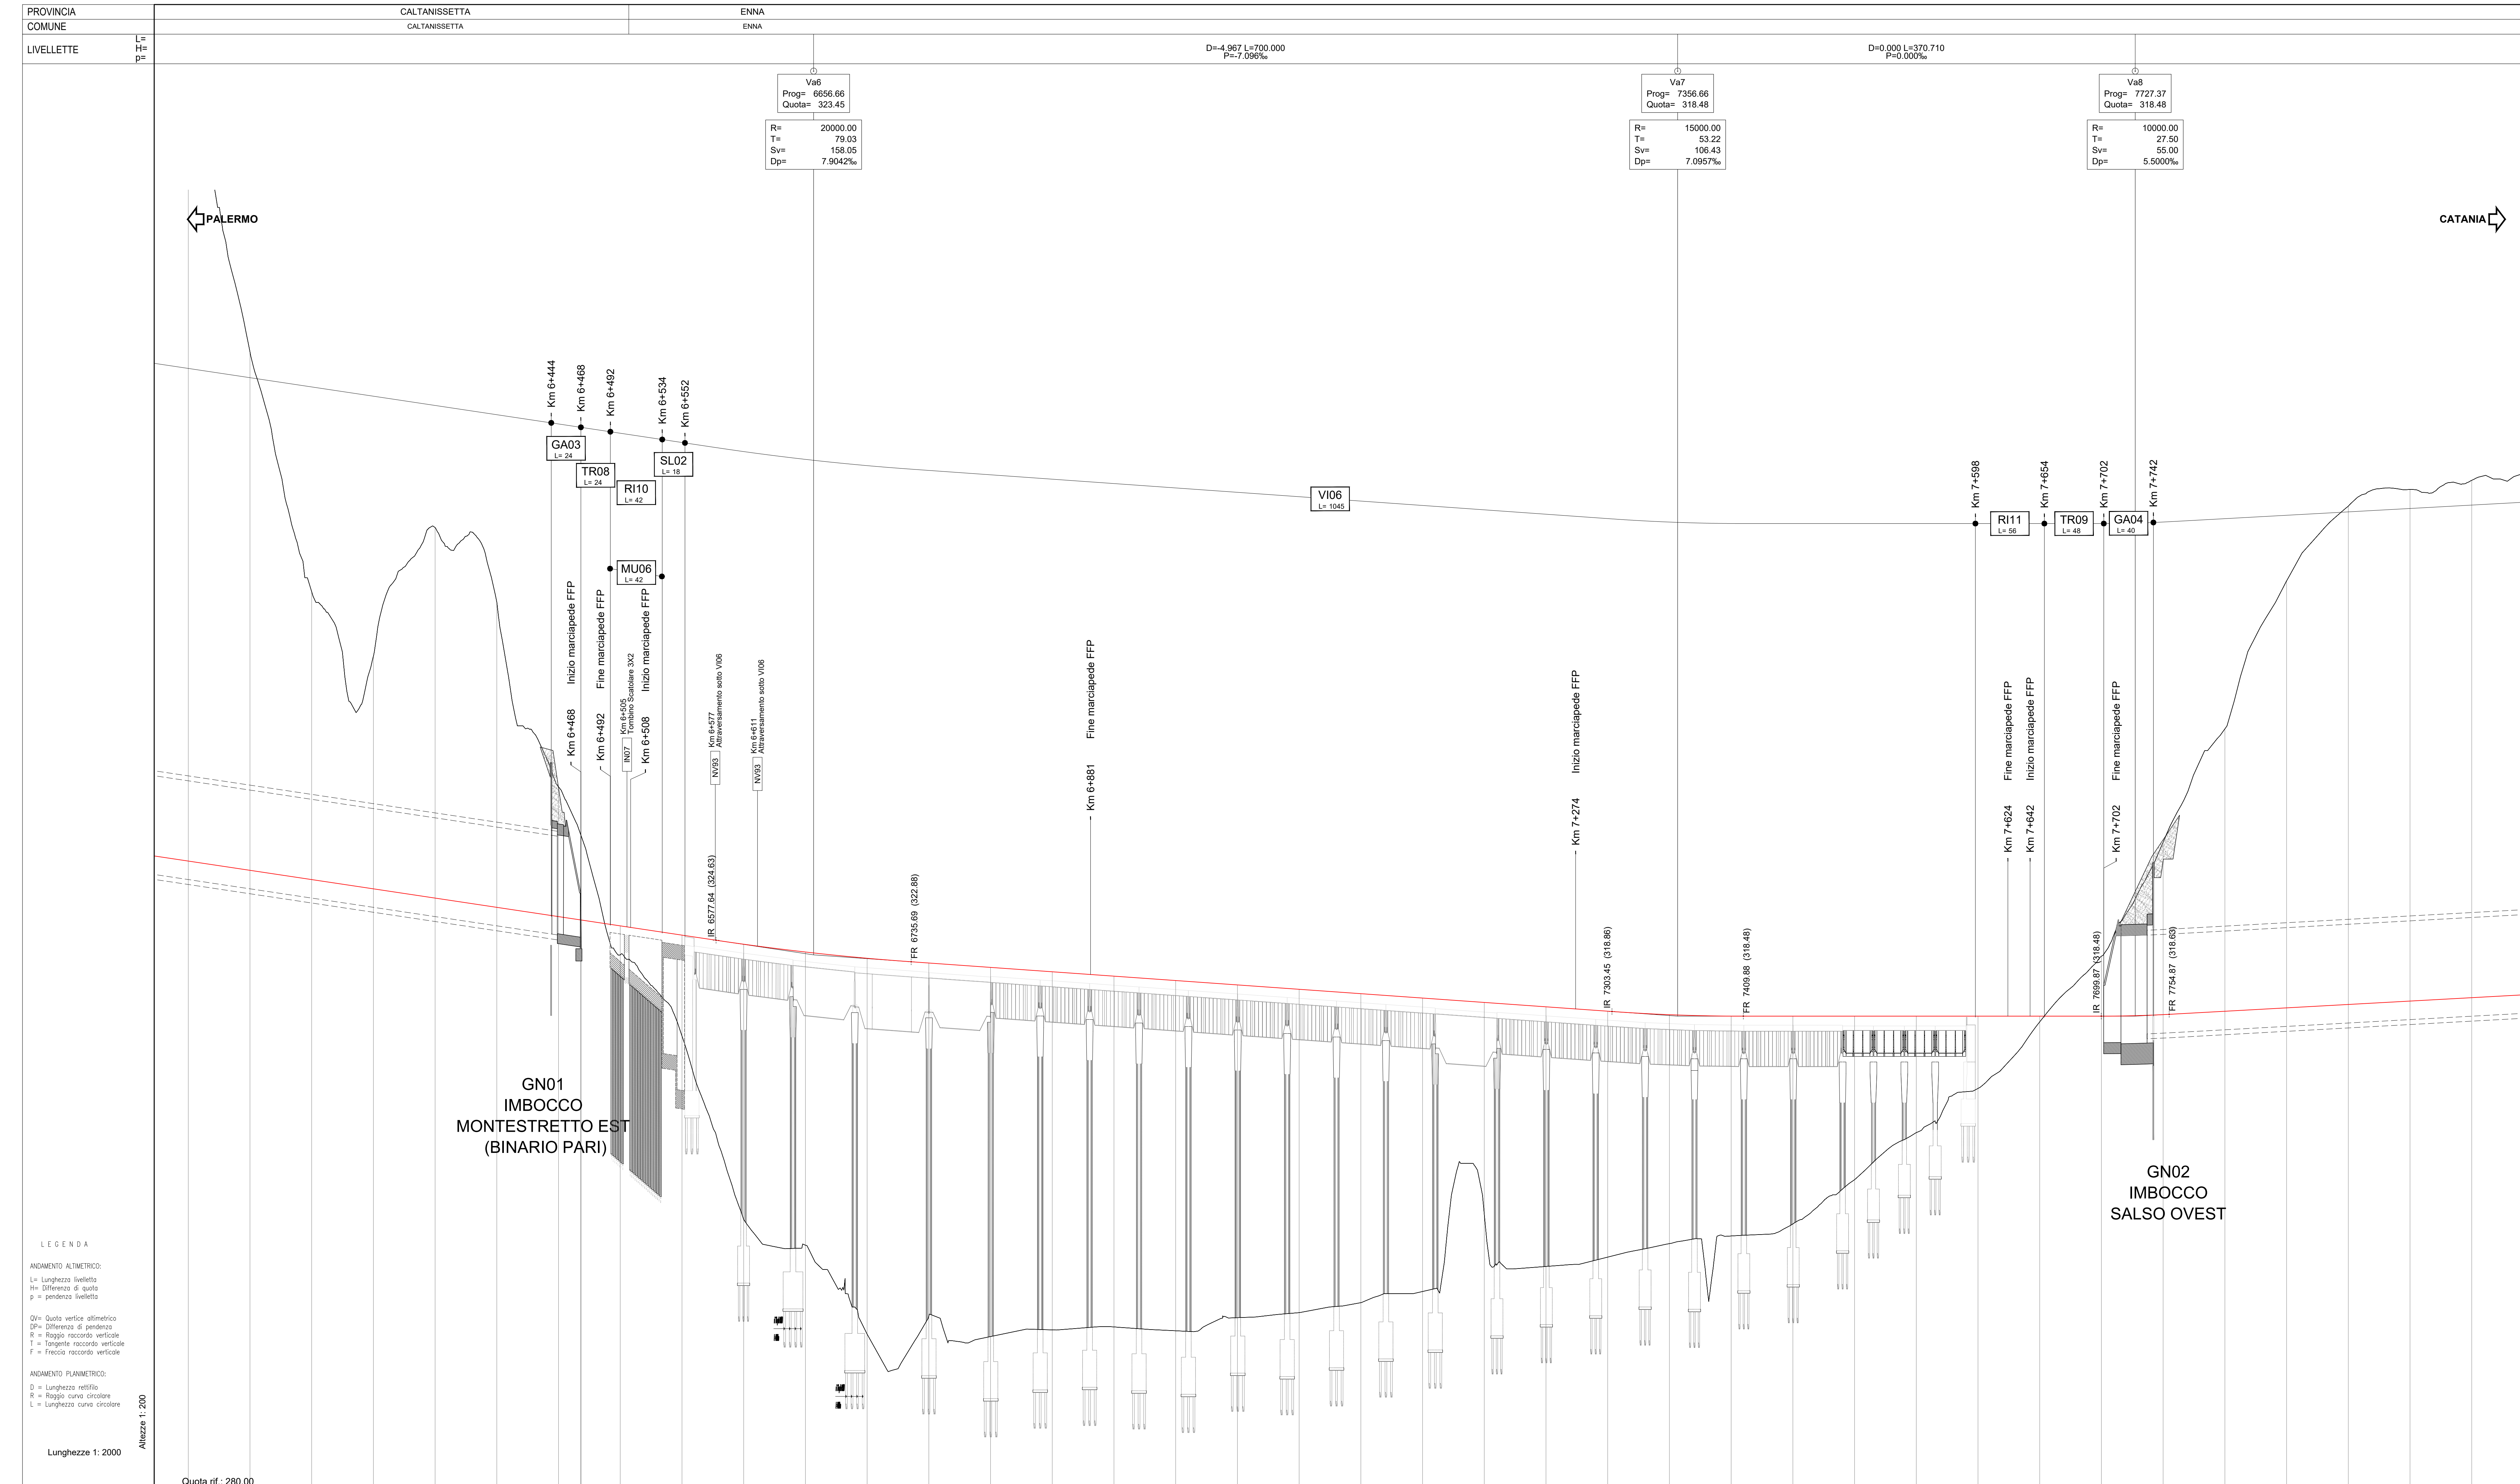 PROVINCIA CALTANISSETTA ENNA
COMUNE CALTANISSETTA ENNA
LIVELLETTE
L=
H=
p=
D=-4.967 L=700.000
P=-7.096‰
D=0.000 L=370.710
P=0.000‰
Va6
Prog= 6656.66
Quota= 323.45
R= 20000.00
T= 79.03
Sv= 158.05
Dp= 7.9042‰
Va7
Prog= 7356.66
Quota= 318.48
R= 15000.00
T= 53.22
Sv= 106.43
Dp= 7.0957‰
Va8
Prog= 7727.37
Quota= 318.48
R= 10000.00
T= 27.50
Sv= 55.00
Dp= 5.5000‰
PALERMO
CATANIA
Km 6+444
Km 6+468
Km 6+492
Km 6+534
Km 6+552
GA03
L= 24
TR08
L= 24
RI10
L= 42
SL02
L= 18
MU06
L= 42
VI06
L= 1045
Km 7+598
Km 7+654
Km 7+702
Km 7+742
RI11
L= 56
TR09
L= 48
GA04
L= 40
Km 6+468 Inizio marciapede FFP
Km 6+492 Fine marciapede FFP
IN07
Km 6+505
Tombino Scatolare 3X2
Km 6+508 Inizio marciapede FFP
NV93
Km 6+577
Attraversamento sotto VI06
NV93
Km 6+611
Attraversamento sotto VI06
Km 6+881 Fine marciapede FFP
Km 7+274 Inizio marciapede FFP
Km 7+624 Fine marciapede FFP
Km 7+642 Inizio marciapede FFP
Km 7+702 Fine marciapede FFP
IR 6577.64 (324.63)
FR 6735.69 (322.88)
IR 7303.45 (318.86)
FR 7409.88 (318.48)
IR 7699.87 (318.48)
FR 7754.87 (318.63)
GN01
IMBOCCO
MONTESTRETTO EST
(BINARIO PARI)
GN02
IMBOCCO
SALSO OVEST
LEGENDA
ANDAMENTO ALTIMETRICO:
L= Lunghezza livelletta
H= Differenza di quota
p = pendenza livelletta
QV= Quota vertice altimetrico
DP= Differenza di pendenza
R = Raggio raccordo verticale
T = Tangente raccordo verticale
F = Freccia raccordo verticale
ANDAMENTO PLANIMETRICO:
D = Lunghezza rettifilo
R = Raggio curva circolare
L = Lunghezza curva circolare
Altezze 1: 200
Lunghezze 1: 2000
Quota rif.: 280.00